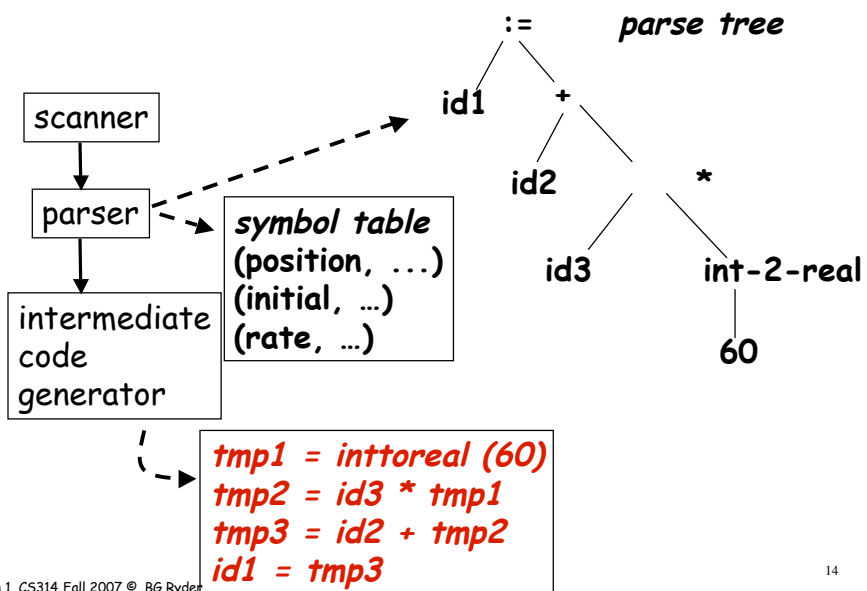 := parse tree
id1 +
scanner
id2 *
parser
symbol table
(position, ...)
(initial, …)
(rate, …)
id3 int-2-real
60
intermediate
code
generator
tmp1 = inttoreal (60)
tmp2 = id3 * tmp1
tmp3 = id2 + tmp2
id1 = tmp3
1 CS314 Fall 2007 © BG Ryder
14